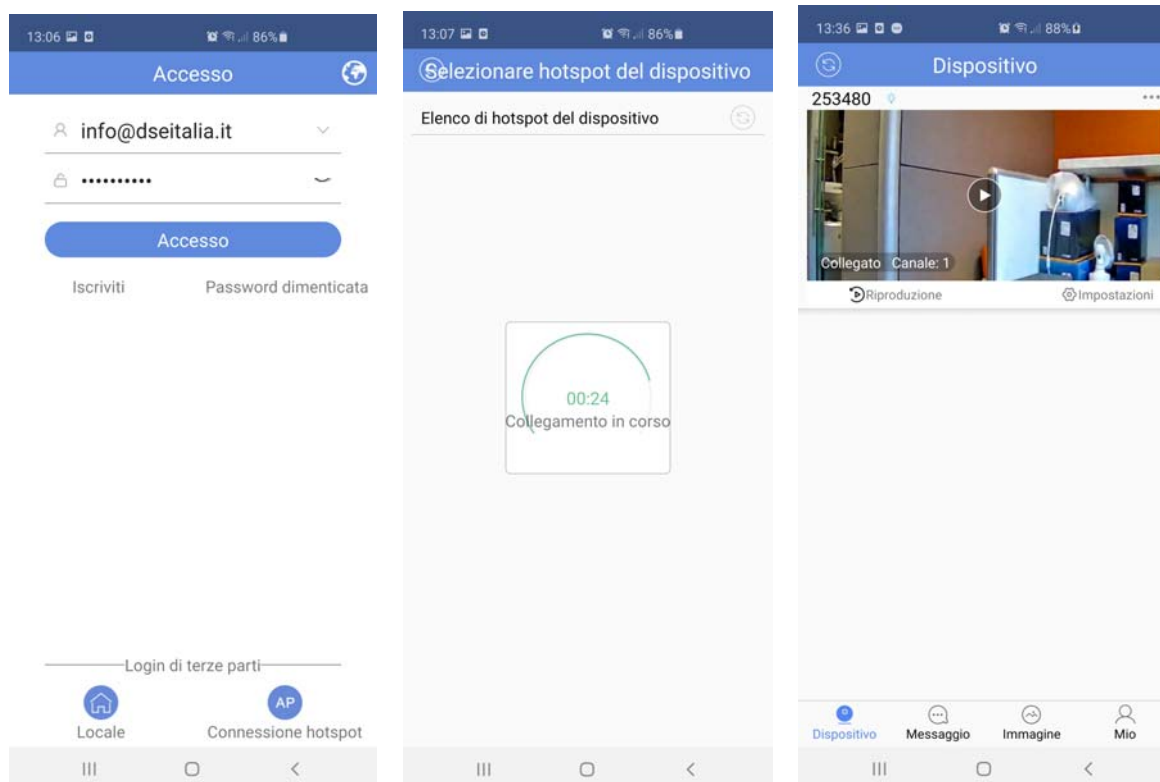 13:06 86%
Accesso
info@dseitalia.it
••••••••••
Accesso
Iscriviti Password dimenticata
Login di terze parti
AP
Locale Connessione hotspot
13:07 86%
Selezionare hotspot del dispositivo
Elenco di hotspot del dispositivo
00:24
Collegamento in corso
13:36 88%
Dispositivo
253480
Collegato Canale: 1
Riproduzione Impostazioni
Dispositivo Messaggio Immagine Mio